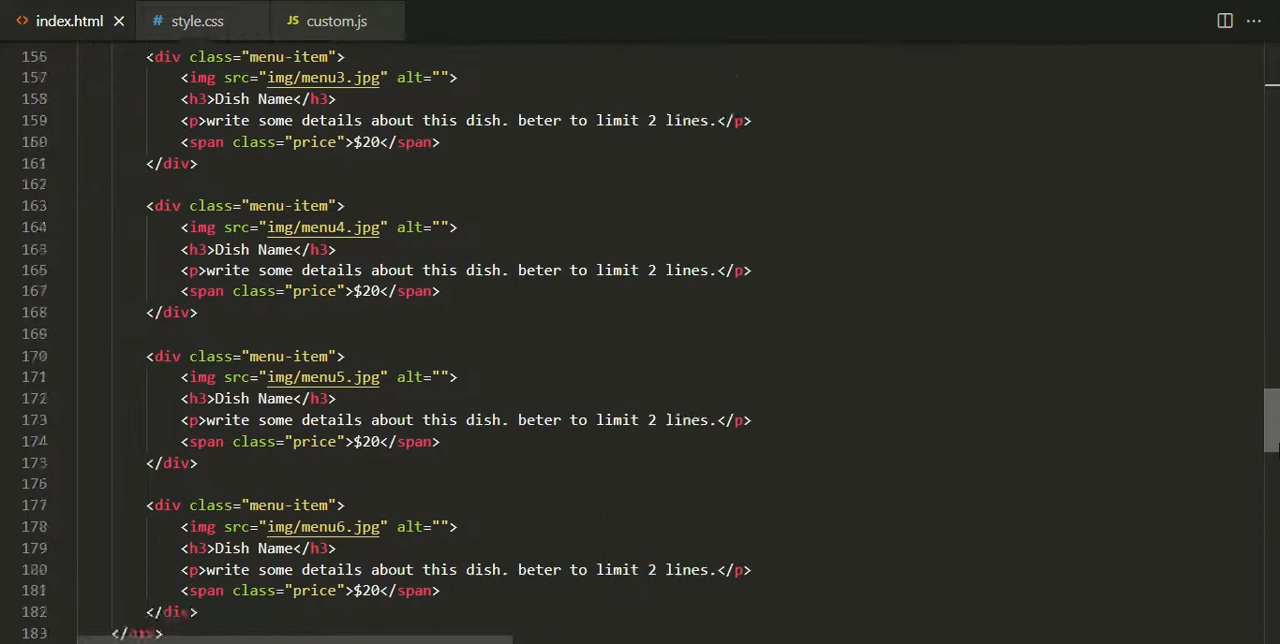 <> index.html × # style.css JS custom.js ···
156 <div class="menu-item">
157 <img src="img/menu3.jpg" alt="">
158 <h3>Dish Name</h3>
159 <p>write some details about this dish. beter to limit 2 lines.</p>
160 <span class="price">$20</span>
161 </div>
162
163 <div class="menu-item">
164 <img src="img/menu4.jpg" alt="">
165 <h3>Dish Name</h3>
166 <p>write some details about this dish. beter to limit 2 lines.</p>
167 <span class="price">$20</span>
168 </div>
169
170 <div class="menu-item">
171 <img src="img/menu5.jpg" alt="">
172 <h3>Dish Name</h3>
173 <p>write some details about this dish. beter to limit 2 lines.</p>
174 <span class="price">$20</span>
175 </div>
176
177 <div class="menu-item">
178 <img src="img/menu6.jpg" alt="">
179 <h3>Dish Name</h3>
180 <p>write some details about this dish. beter to limit 2 lines.</p>
181 <span class="price">$20</span>
182 </div>
183 </div>